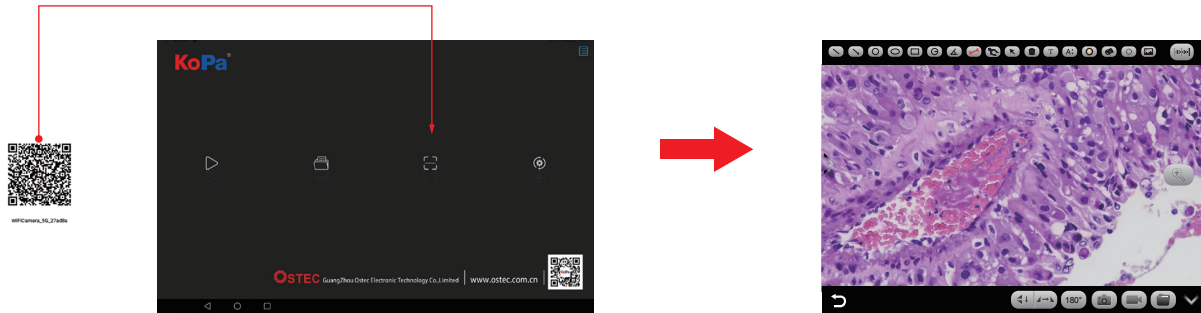 KoPa®
WIFICamera_5G_27ad8a
OSTEC GuangZhou Ostec Electronic Technology Co.,Limited | www.ostec.com.cn
T
A
180°